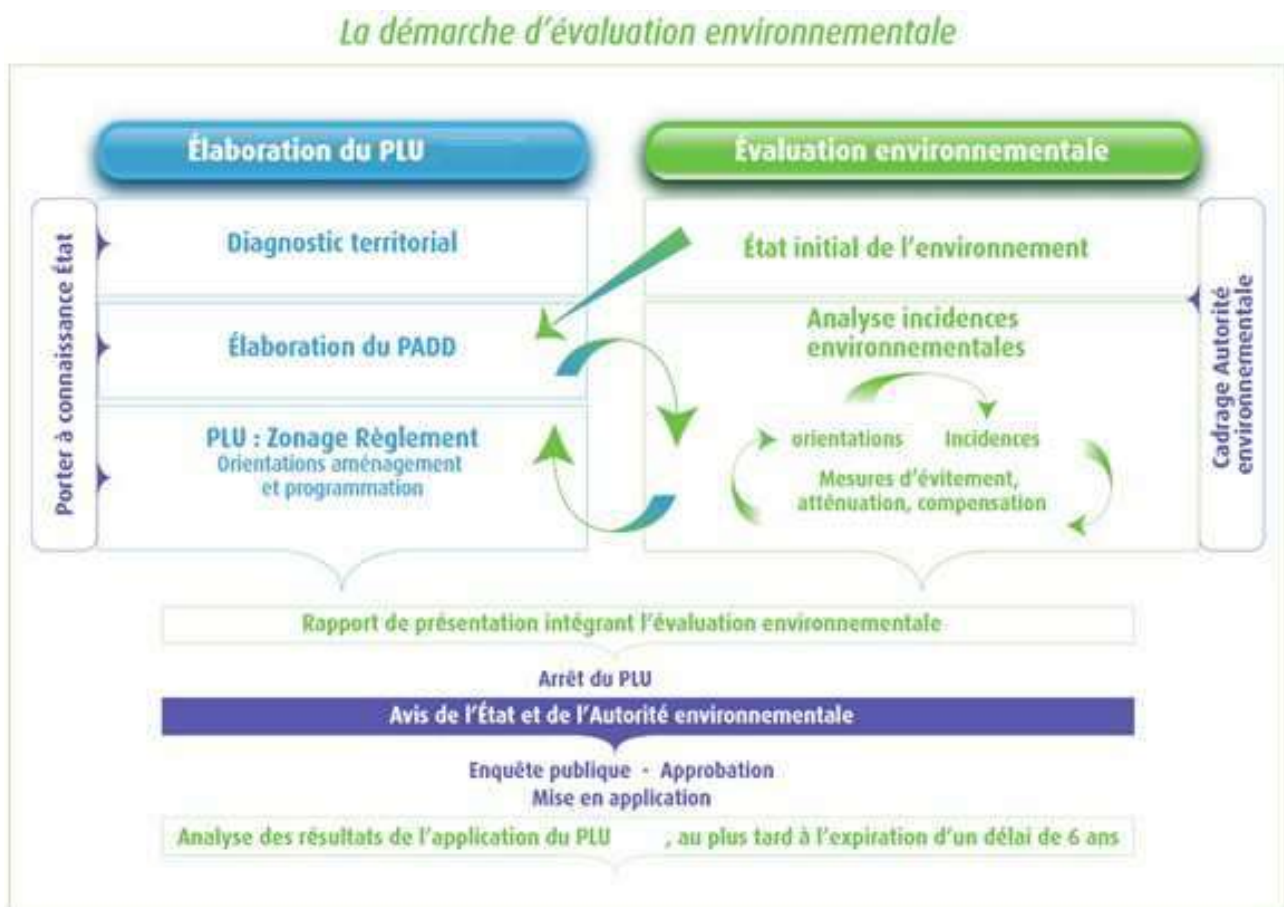 La démarche d'évaluation environnementale
Élaboration du PLU
Évaluation environnementale
Porter à connaissance État
Diagnostic territorial
État initial de l'environnement
Élaboration du PADD
Analyse incidences
environnementales
PLU : Zonage Règlement
Orientations aménagement
et programmation
orientations
Incidences
Mesures d'évitement,
atténuation, compensation
Cadrage Autorité
environnementale
Rapport de présentation intégrant l'évaluation environnementale
Arrêt du PLU
Avis de l'État et de l'Autorité environnementale
Enquête publique - Approbation
Mise en application
Analyse des résultats de l'application du PLU , au plus tard à l'expiration d'un délai de 6 ans